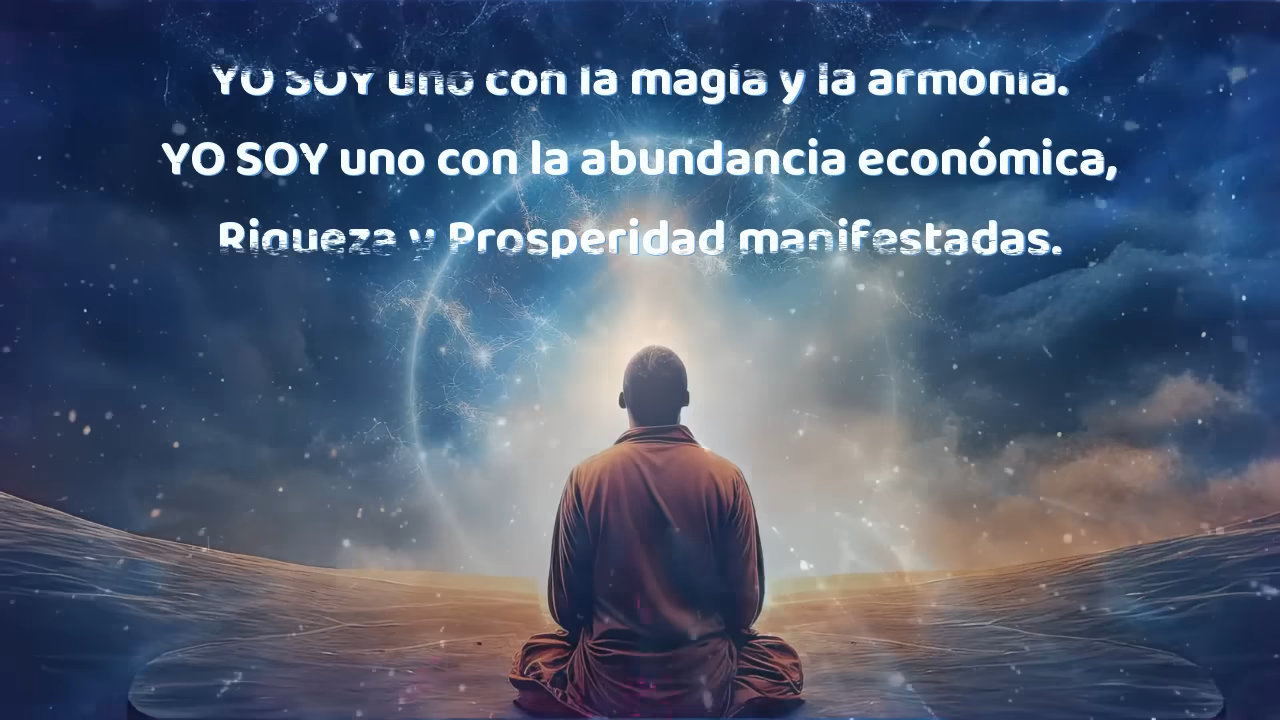 YO SOY uno con la magia y la armonía.
YO SOY uno con la abundancia económica,
Riqueza y Prosperidad manifestadas.